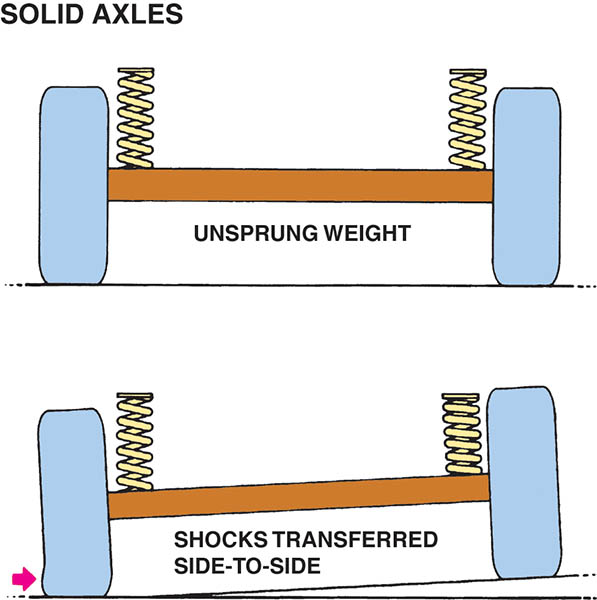 SOLID AXLES
UNSPRUNG WEIGHT
SHOCKS TRANSFERRED
SIDE-TO-SIDE